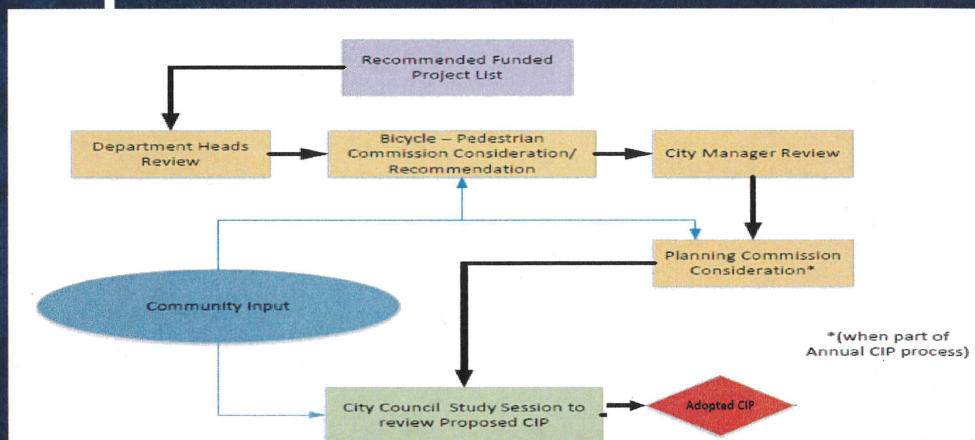 Recommended Funded
Project List
Department Heads
Review
Bicycle – Pedestrian
Commission Consideration/
Recommendation
City Manager Review
Planning Commission
Consideration*
Community Input
*(when part of
Annual CIP process)
City Council Study Session to
review Proposed CIP
Adopted CIP